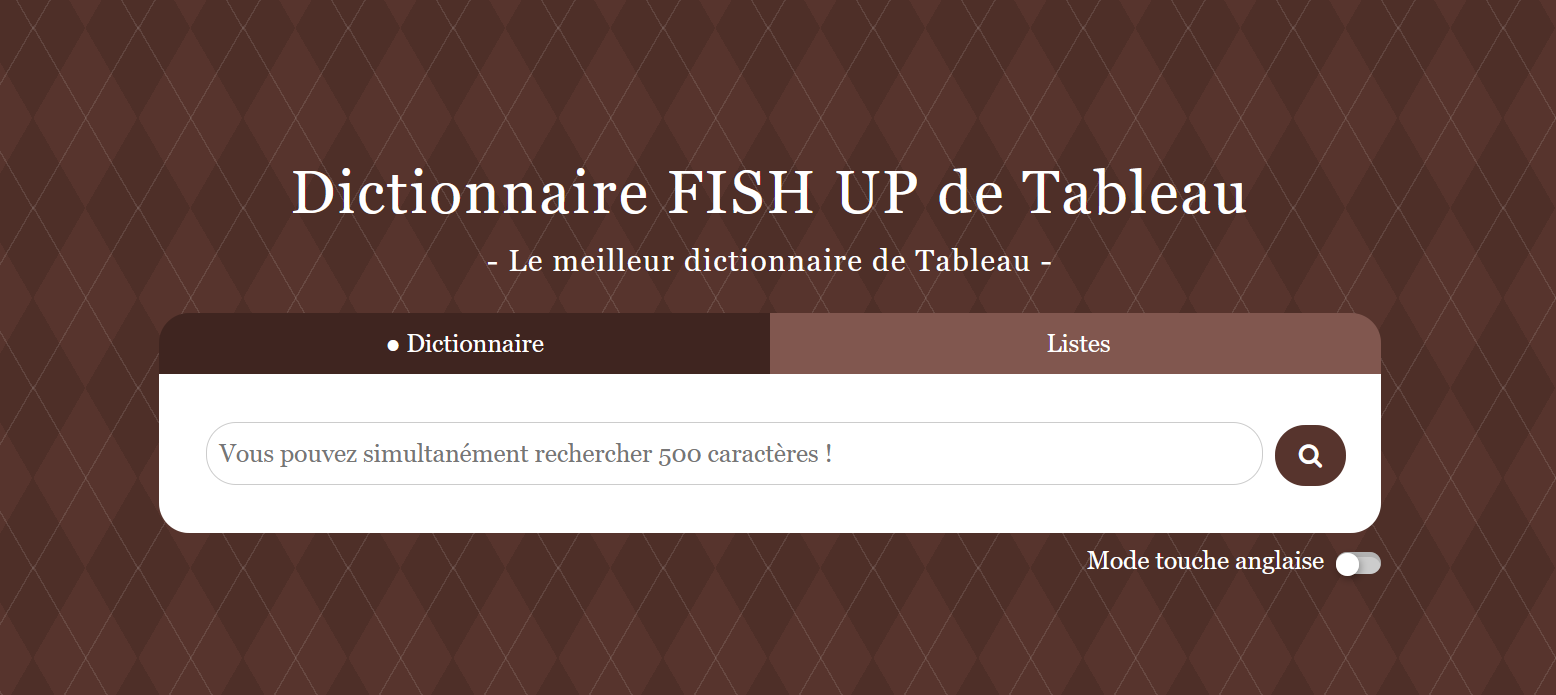 Dictionnaire FISH UP de Tableau
- Le meilleur dictionnaire de Tableau -
● Dictionnaire
Listes
Vous pouvez simultanément rechercher 500 caractères !
Mode touche anglaise